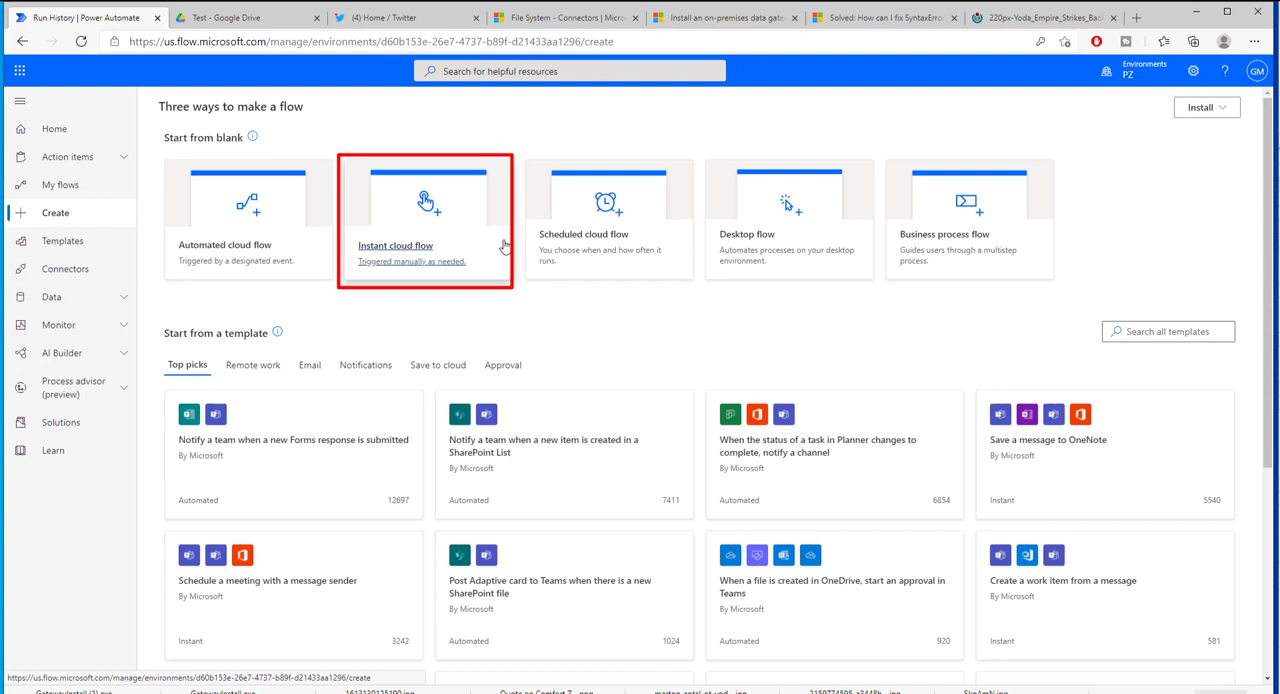 Run History | Power Automate
Test - Google Drive
(4) Home / Twitter
File System - Connectors | Micro
Install an on-premises data gate
Solved: How can I fix SyntaxErro
220px-Yoda_Empire_Strikes_Bac
https://us.flow.microsoft.com/manage/environments/d60b153e-26e7-4737-b89f-d21433aa1296/create
Search for helpful resources
Environments
PZ
GM
Home
Action items
My flows
Create
Templates
Connectors
Data
Monitor
AI Builder
Process advisor
(preview)
Solutions
Learn
Three ways to make a flow
Install
Start from blank
Automated cloud flow
Triggered by a designated event.
Instant cloud flow
Triggered manually as needed.
Scheduled cloud flow
You choose when and how often it
runs.
Desktop flow
Automates processes on your desktop
environment.
Business process flow
Guides users through a multistep
process.
Start from a template
Search all templates
Top picks
Remote work
Email
Notifications
Save to cloud
Approval
Notify a team when a new Forms response is submitted
By Microsoft
Automated
12697
Notify a team when a new item is created in a
SharePoint List
By Microsoft
Automated
7411
When the status of a task in Planner changes to
complete, notify a channel
By Microsoft
Automated
6854
Save a message to OneNote
By Microsoft
Instant
5540
Schedule a meeting with a message sender
By Microsoft
Instant
3242
Post Adaptive card to Teams when there is a new
SharePoint file
By Microsoft
Automated
1024
When a file is created in OneDrive, start an approval in
Teams
By Microsoft
Automated
920
Create a work item from a message
By Microsoft
Instant
581
https://us.flow.microsoft.com/manage/environments/d60b153e-26e7-4737-b89f-d21433aa1296/create
GatewayInstall (1).exe
GatewayInstall.exe
1613130125190.jpg
Quote on Comfort Z....png